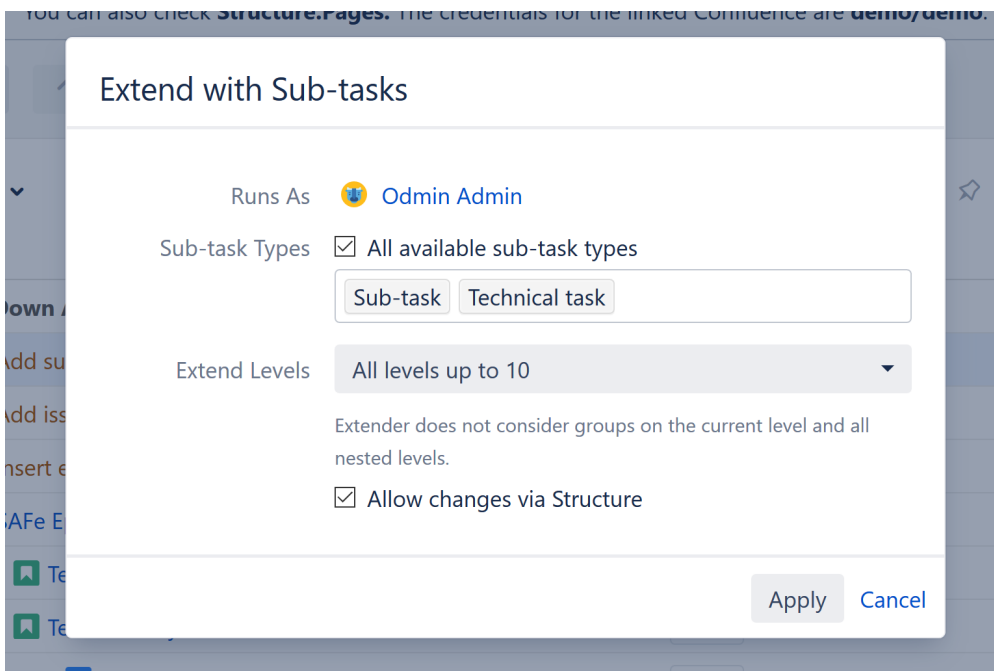 You can also check Structure.Pages. The credentials for the linked Confluence are demo/demo.
Extend with Sub-tasks
Runs As Odmin Admin
Sub-task Types All available sub-task types
Sub-task Technical task
Extend Levels All levels up to 10
Extender does not consider groups on the current level and all
nested levels.
Allow changes via Structure
Apply Cancel